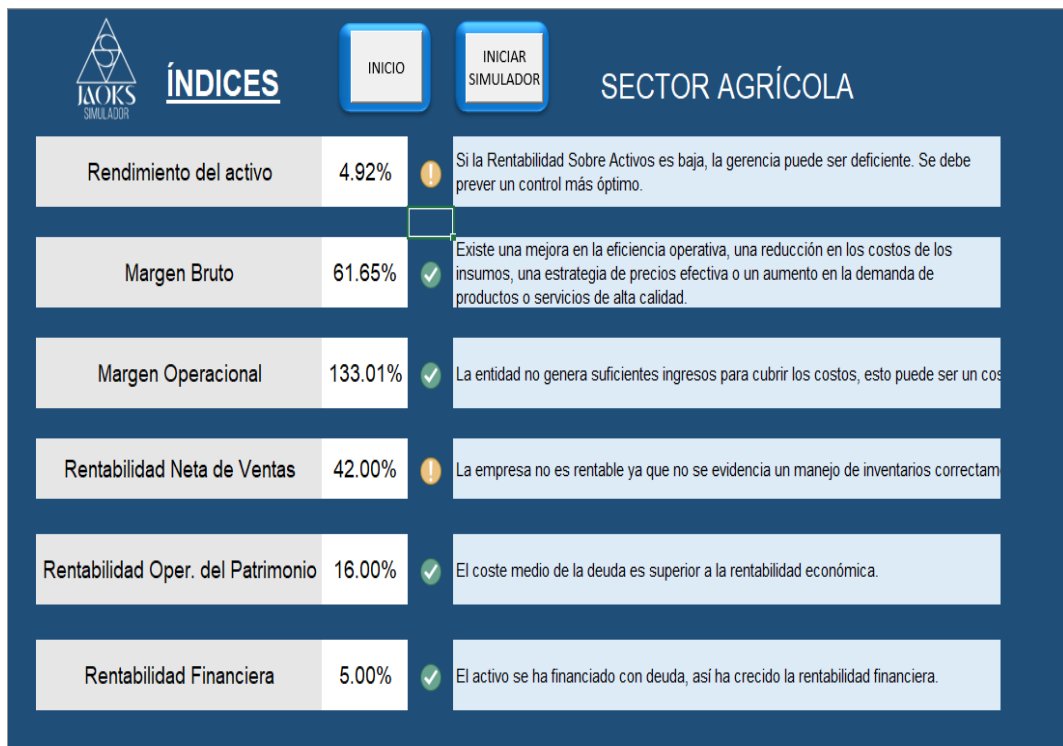 JAOKS
SIMULADOR
ÍNDICES
INICIO
INICIAR
SIMULADOR
SECTOR AGRÍCOLA
Rendimiento del activo
4.92%
Si la Rentabilidad Sobre Activos es baja, la gerencia puede ser deficiente. Se debe
prever un control más óptimo.
Margen Bruto
61.65%
Existe una mejora en la eficiencia operativa, una reducción en los costos de los
insumos, una estrategia de precios efectiva o un aumento en la demanda de
productos o servicios de alta calidad.
Margen Operacional
133.01%
La entidad no genera suficientes ingresos para cubrir los costos, esto puede ser un cos
Rentabilidad Neta de Ventas
42.00%
La empresa no es rentable ya que no se evidencia un manejo de inventarios correctam
Rentabilidad Oper. del Patrimonio
16.00%
El coste medio de la deuda es superior a la rentabilidad económica.
Rentabilidad Financiera
5.00%
El activo se ha financiado con deuda, así ha crecido la rentabilidad financiera.